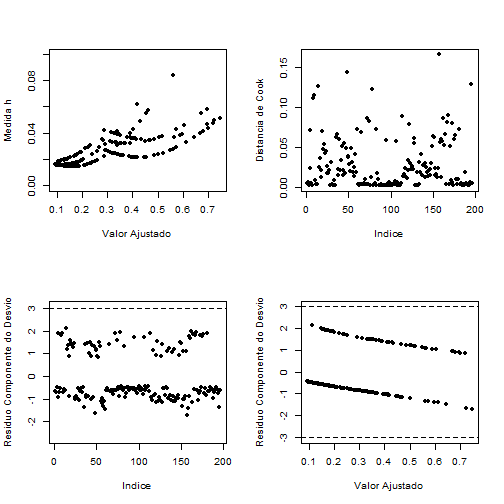 Medida h
0.00
0.04
0.08
0.1 0.2 0.3 0.4 0.5 0.6 0.7
Valor Ajustado
Distancia de Cook
0.00
0.05
0.10
0.15
0 50 100 150 200
Indice
Residuo Componente do Desvio
-2
-1
0
1
2
3
0 50 100 150 200
Indice
Residuo Componente do Desvio
-3
-2
-1
0
1
2
3
0.1 0.2 0.3 0.4 0.5 0.6 0.7
Valor Ajustado